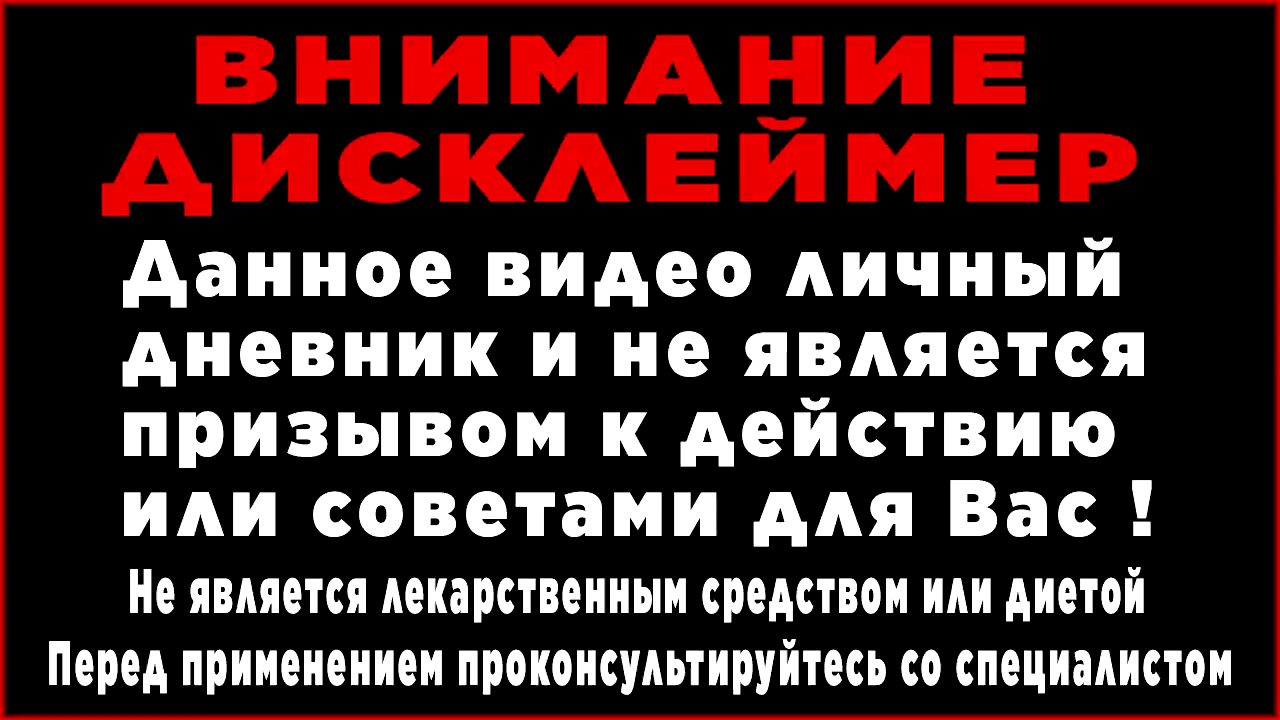 ВНИМАНИЕ
ДИСКЛЕЙМЕР
Данное видео личный
дневник и не является
призывом к действию
или советами для Вас !
Не является лекарственным средством или диетой
Перед применением проконсультируйтесь со специалистом